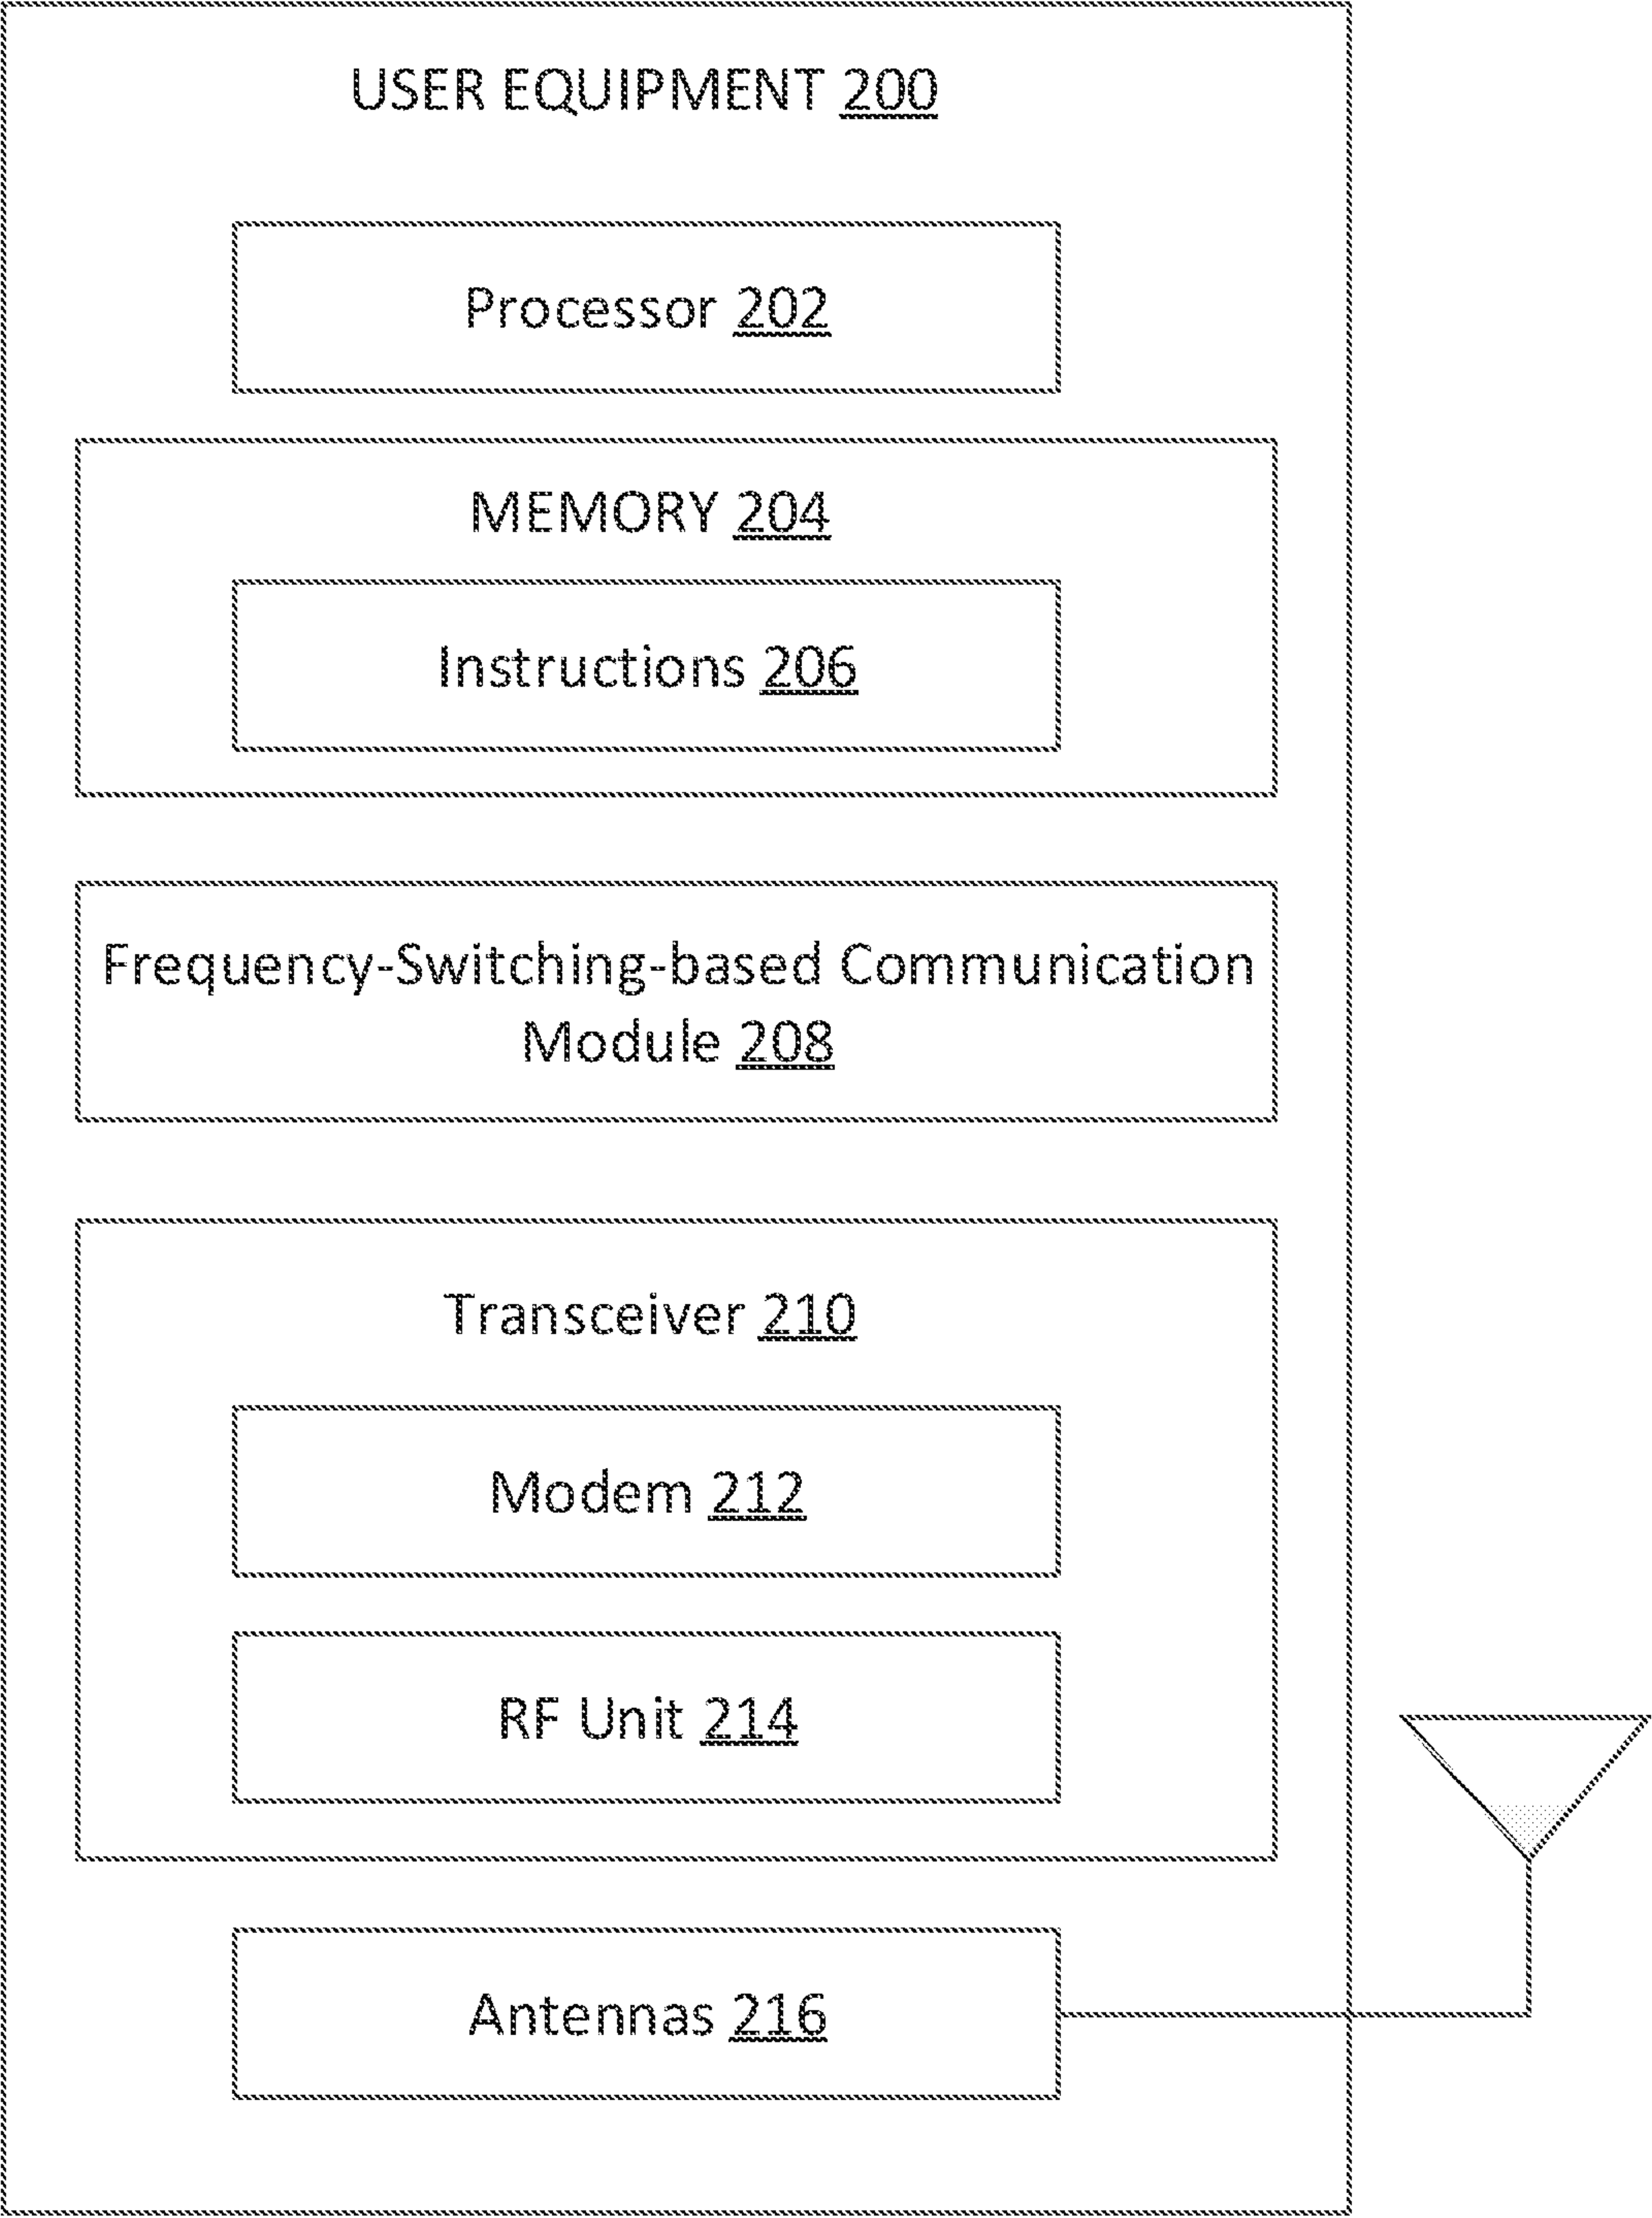 USER EQUIPMENT 200
Processor 202
MEMORY 204
Instructions 206
Frequency-Switching-based Communication
Module 208
Transceiver 210
Modem 212
RF Unit 214
Antennas 216